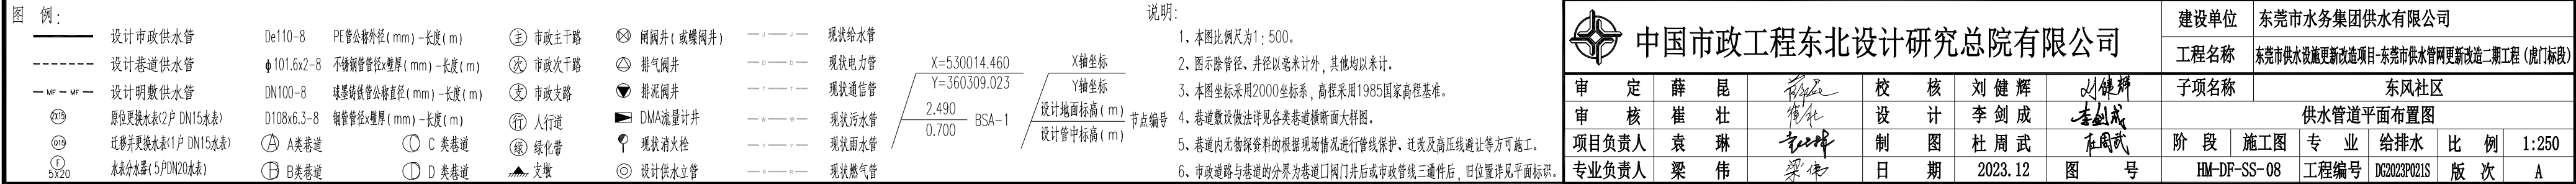 图 例:
设计市政供水管
设计巷道供水管
MF MF 设计明敷供水管
2X15 原位更换水表(2户 DN15水表)
Q15 迁移并更换水表(1户 DN15水表)
F 5X20 水表分水器(5户DN20水表)
De110-8 PE管公称外径(mm)-长度(m)
ϕ101.6x2-8 不锈钢管管径x壁厚(mm)-长度(m)
DN100-8 球墨铸铁管公称直径(mm)-长度(m)
D108x6.3-8 钢管管径x壁厚(mm)-长度(m)
A A类巷道
B B类巷道
C C 类巷道
D D 类巷道
主 市政主干路
次 市政次干路
支 市政支路
行 人行道
绿 绿化带
支墩
闸阀井(或蝶阀井)
排气阀井
排泥阀井
DMA流量计井
现状消火栓
设计供水立管
J J 现状给水管
D D 现状电力管
T T 现状通信管
W W 现状污水管
Y Y 现状雨水管
R R 现状燃气管
X=530014.460
Y=360309.023
2.490
0.700
BSA-1
X轴坐标
Y轴坐标
设计地面标高(m)
设计管中标高(m)
节点编号
说明:
1、本图比例尺为1:500。
2、图示除管径、井径以毫米计外,其他均以米计。
3、本图坐标采用2000坐标系,高程采用1985国家高程基准。
4、巷道敷设做法详见各类巷道横断面大样图。
5、巷道内无物探资料的根据现场情况进行管线保护、迁改及高压线避让等方可施工。
6、市政道路与巷道的分界为巷道口阀门井后或市政管线三通件后,旧位置详见平面标识。
中国市政工程东北设计研究总院有限公司
建设单位 东莞市水务集团供水有限公司
工程名称 东莞市供水设施更新改造项目-东莞市供水管网更新改造二期工程(虎门标段)
审 定 薛 昆 校 核 刘健辉 刘健辉 子项名称 东风社区
审 核 崔 壮 崔壮 设 计 李剑成 李剑成 供水管道平面布置图
项目负责人 袁 琳 制 图 杜周武 杜周武 阶 段 施工图 专 业 给排水 比 例 1:250
专业负责人 梁 伟 梁伟 日 期 2023.12 图 号 HM-DF-SS-08 工程编号 DG2023P021S 版 次 A